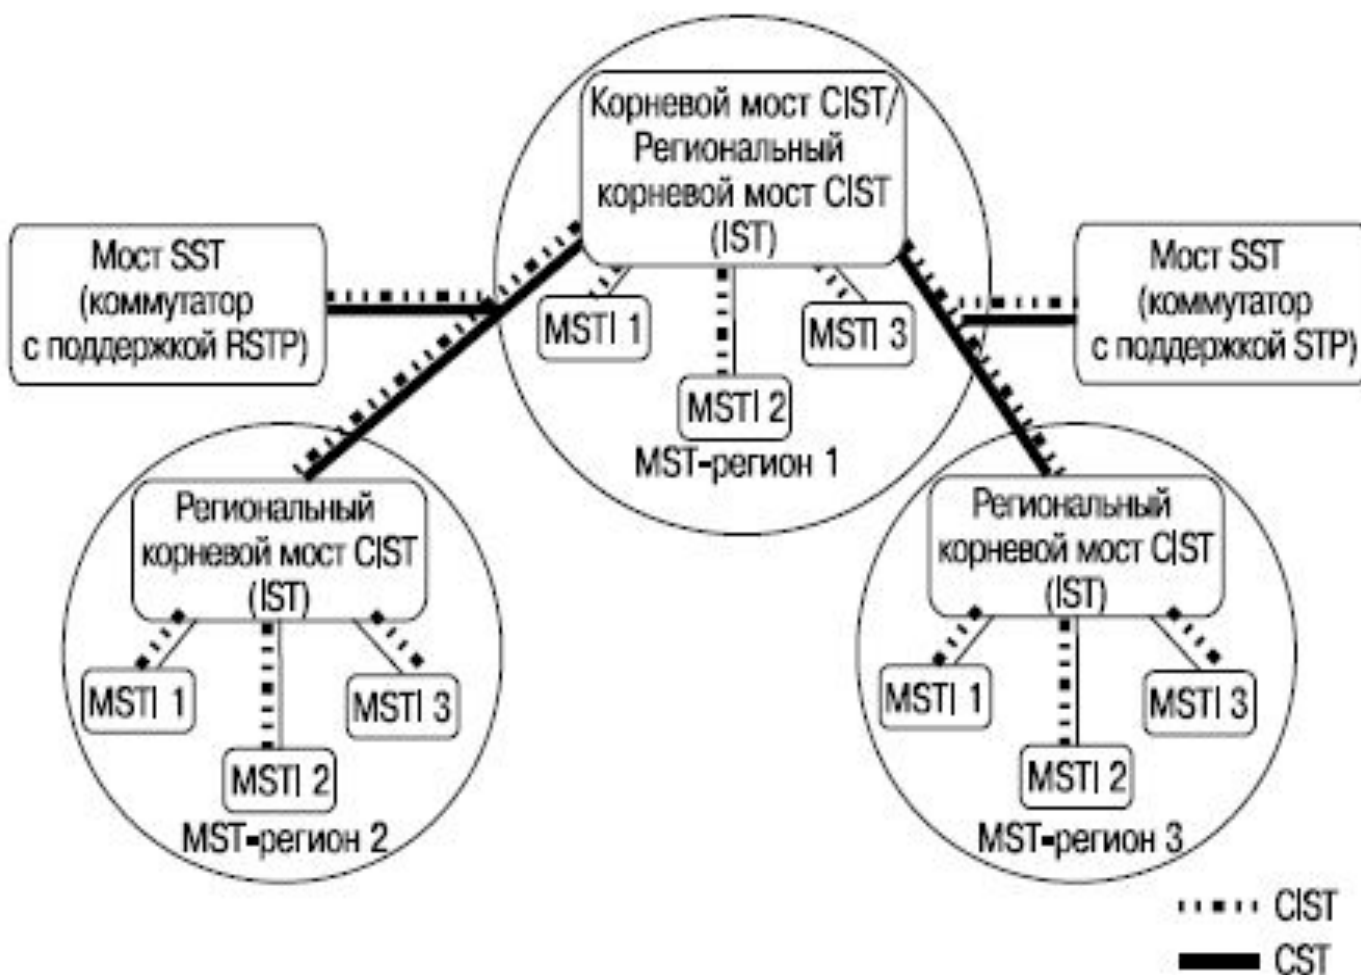 Корневой мост CIST/
Региональный
корневой мост CIST
(IST)
Мост SST
(коммутатор
с поддержкой RSTP)
Мост SST
(коммутатор
с поддержкой STP)
MSTI 1
MSTI 3
MSTI 2
MST-регион 1
Региональный
корневой мост CIST
(IST)
MSTI 1
MSTI 3
MSTI 2
MST-регион 2
Региональный
корневой мост CIST
(IST)
MSTI 1
MSTI 3
MSTI 2
MST-регион 3
CIST
CST